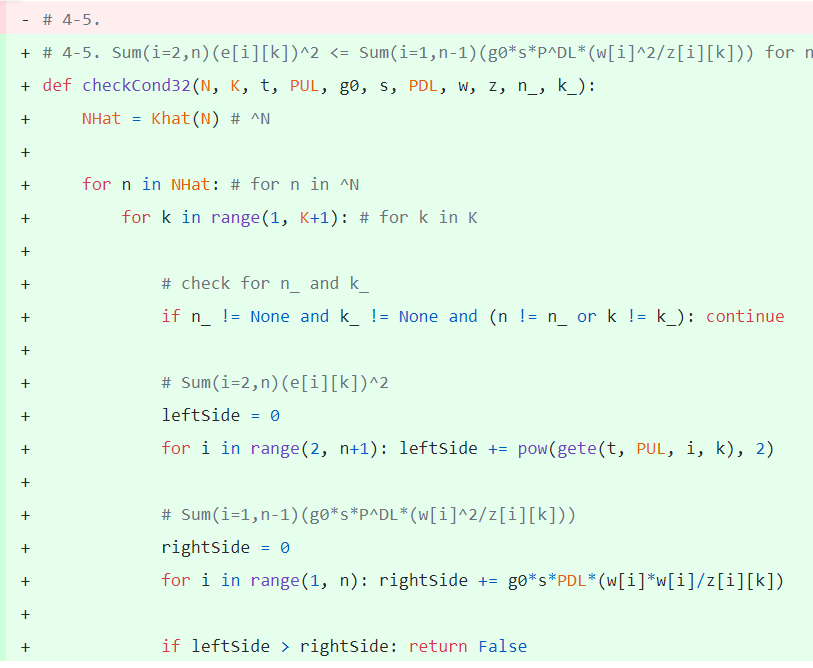 - # 4-5.
+ # 4-5. Sum(i=2,n)(e[i][k])^2 <= Sum(i=1,n-1)(g0*s*P^DL*(w[i]^2/z[i][k])) for n
+ def checkCond32(N, K, t, PUL, g0, s, PDL, w, z, n_, k_):
+     NHat = Khat(N) # ^N
+
+     for n in NHat: # for n in ^N
+         for k in range(1, K+1): # for k in K
+
+             # check for n_ and k_
+             if n_ != None and k_ != None and (n != n_ or k != k_): continue
+
+             # Sum(i=2,n)(e[i][k])^2
+             leftSide = 0
+             for i in range(2, n+1): leftSide += pow(gete(t, PUL, i, k), 2)
+
+             # Sum(i=1,n-1)(g0*s*P^DL*(w[i]^2/z[i][k]))
+             rightSide = 0
+             for i in range(1, n): rightSide += g0*s*PDL*(w[i]*w[i]/z[i][k])
+
+             if leftSide > rightSide: return False